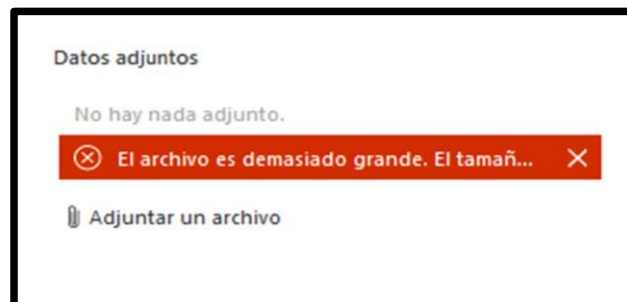 Datos adjuntos
No hay nada adjunto.
El archivo es demasiado grande. El tamañ...
Adjuntar un archivo